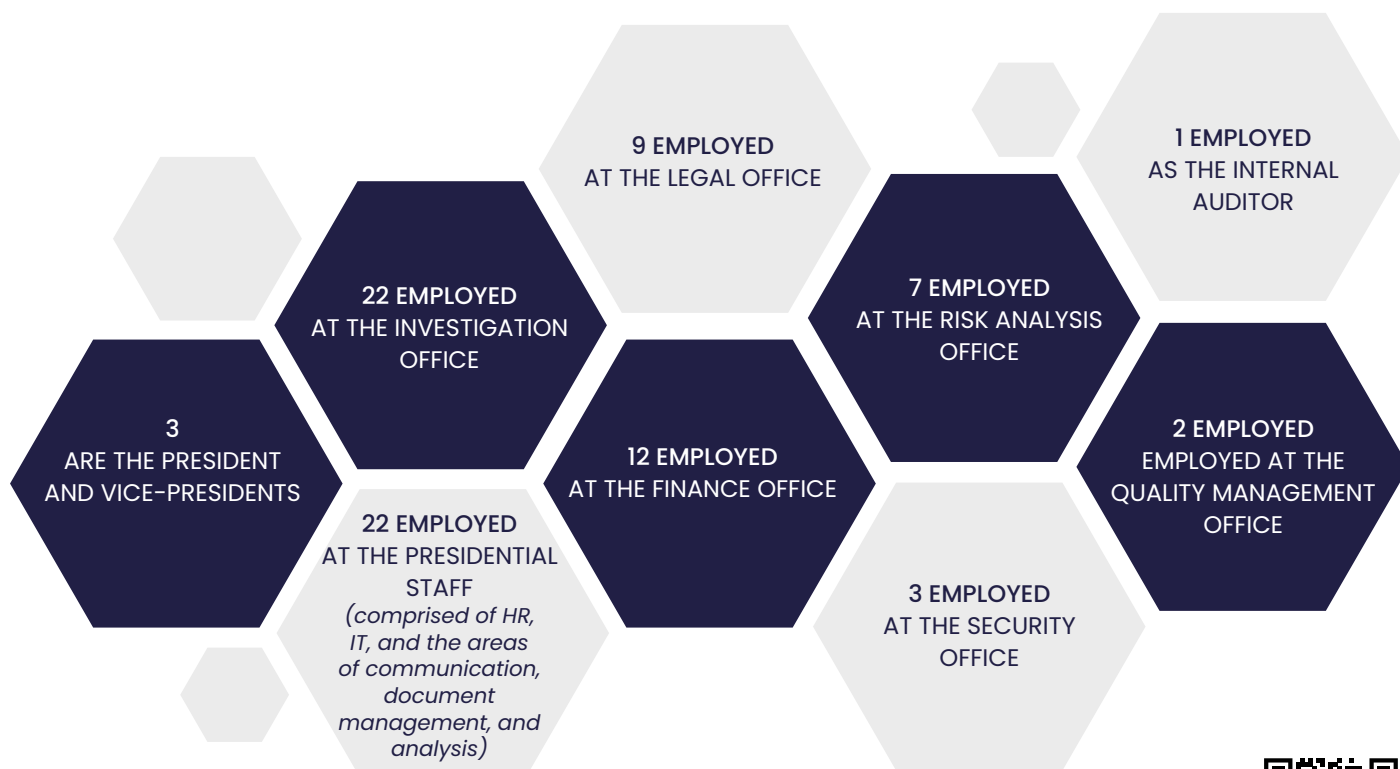 3
ARE THE PRESIDENT
AND VICE-PRESIDENTS
22 EMPLOYED
AT THE INVESTIGATION
OFFICE
22 EMPLOYED
AT THE PRESIDENTIAL
STAFF
(comprised of HR,
IT, and the areas
of communication,
document
management, and
analysis)
9 EMPLOYED
AT THE LEGAL OFFICE
12 EMPLOYED
AT THE FINANCE OFFICE
7 EMPLOYED
AT THE RISK ANALYSIS
OFFICE
3 EMPLOYED
AT THE SECURITY
OFFICE
1 EMPLOYED
AS THE INTERNAL
AUDITOR
2 EMPLOYED
EMPLOYED AT THE
QUALITY MANAGEMENT
OFFICE